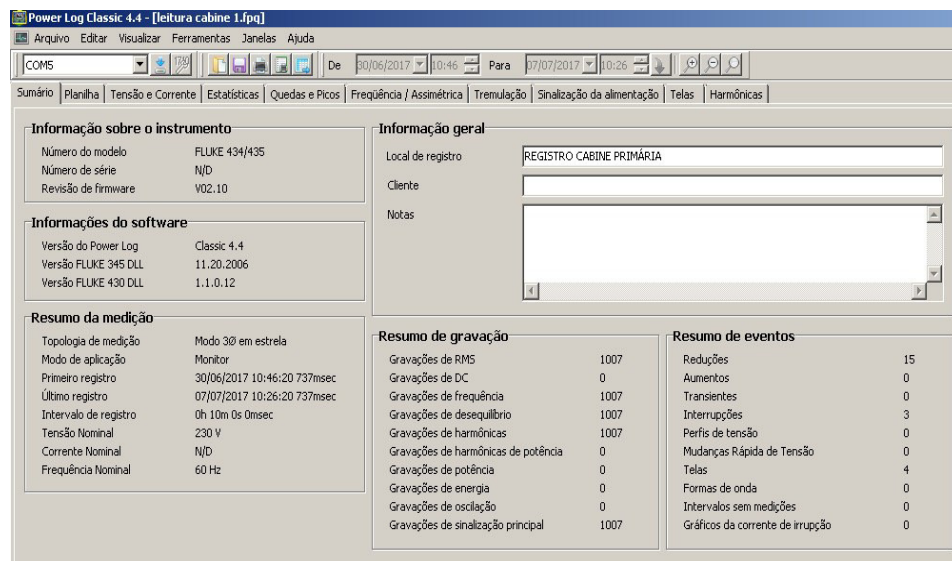 Power Log Classic 4.4 - [leitura cabine 1.fpq]
Arquivo Editar Visualizar Ferramentas Janelas Ajuda
COM5 De 30/06/2017 10:46 Para 07/07/2017 10:26
Sumário Planilha Tensão e Corrente Estatísticas Quedas e Picos Freqüência / Assimétrica Tremulação Sinalização da alimentação Telas Harmônicas
Informação sobre o instrumento
Número do modelo FLUKE 434/435
Número de série N/D
Revisão de firmware V02.10
Informações do software
Versão do Power Log Classic 4.4
Versão FLUKE 345 DLL 11.20.2006
Versão FLUKE 430 DLL 1.1.0.12
Resumo da medição
Topologia de medição Modo 3Ø em estrela
Modo de aplicação Monitor
Primeiro registro 30/06/2017 10:46:20 737msec
Último registro 07/07/2017 10:26:20 737msec
Intervalo de registro 0h 10m 0s 0msec
Tensão Nominal 230 V
Corrente Nominal N/D
Frequência Nominal 60 Hz
Informação geral
Local de registro REGISTRO CABINE PRIMÁRIA
Cliente
Notas
Resumo de gravação
Gravações de RMS 1007
Gravações de DC 0
Gravações de frequência 1007
Gravações de desequilíbrio 1007
Gravações de harmônicas 1007
Gravações de harmônicas de potência 0
Gravações de potência 0
Gravações de energia 0
Gravações de oscilação 0
Gravações de sinalização principal 1007
Resumo de eventos
Reduções 15
Aumentos 0
Transientes 0
Interrupções 3
Perfis de tensão 0
Mudanças Rápida de Tensão 0
Telas 4
Formas de onda 0
Intervalos sem medições 0
Gráficos da corrente de irrupção 0